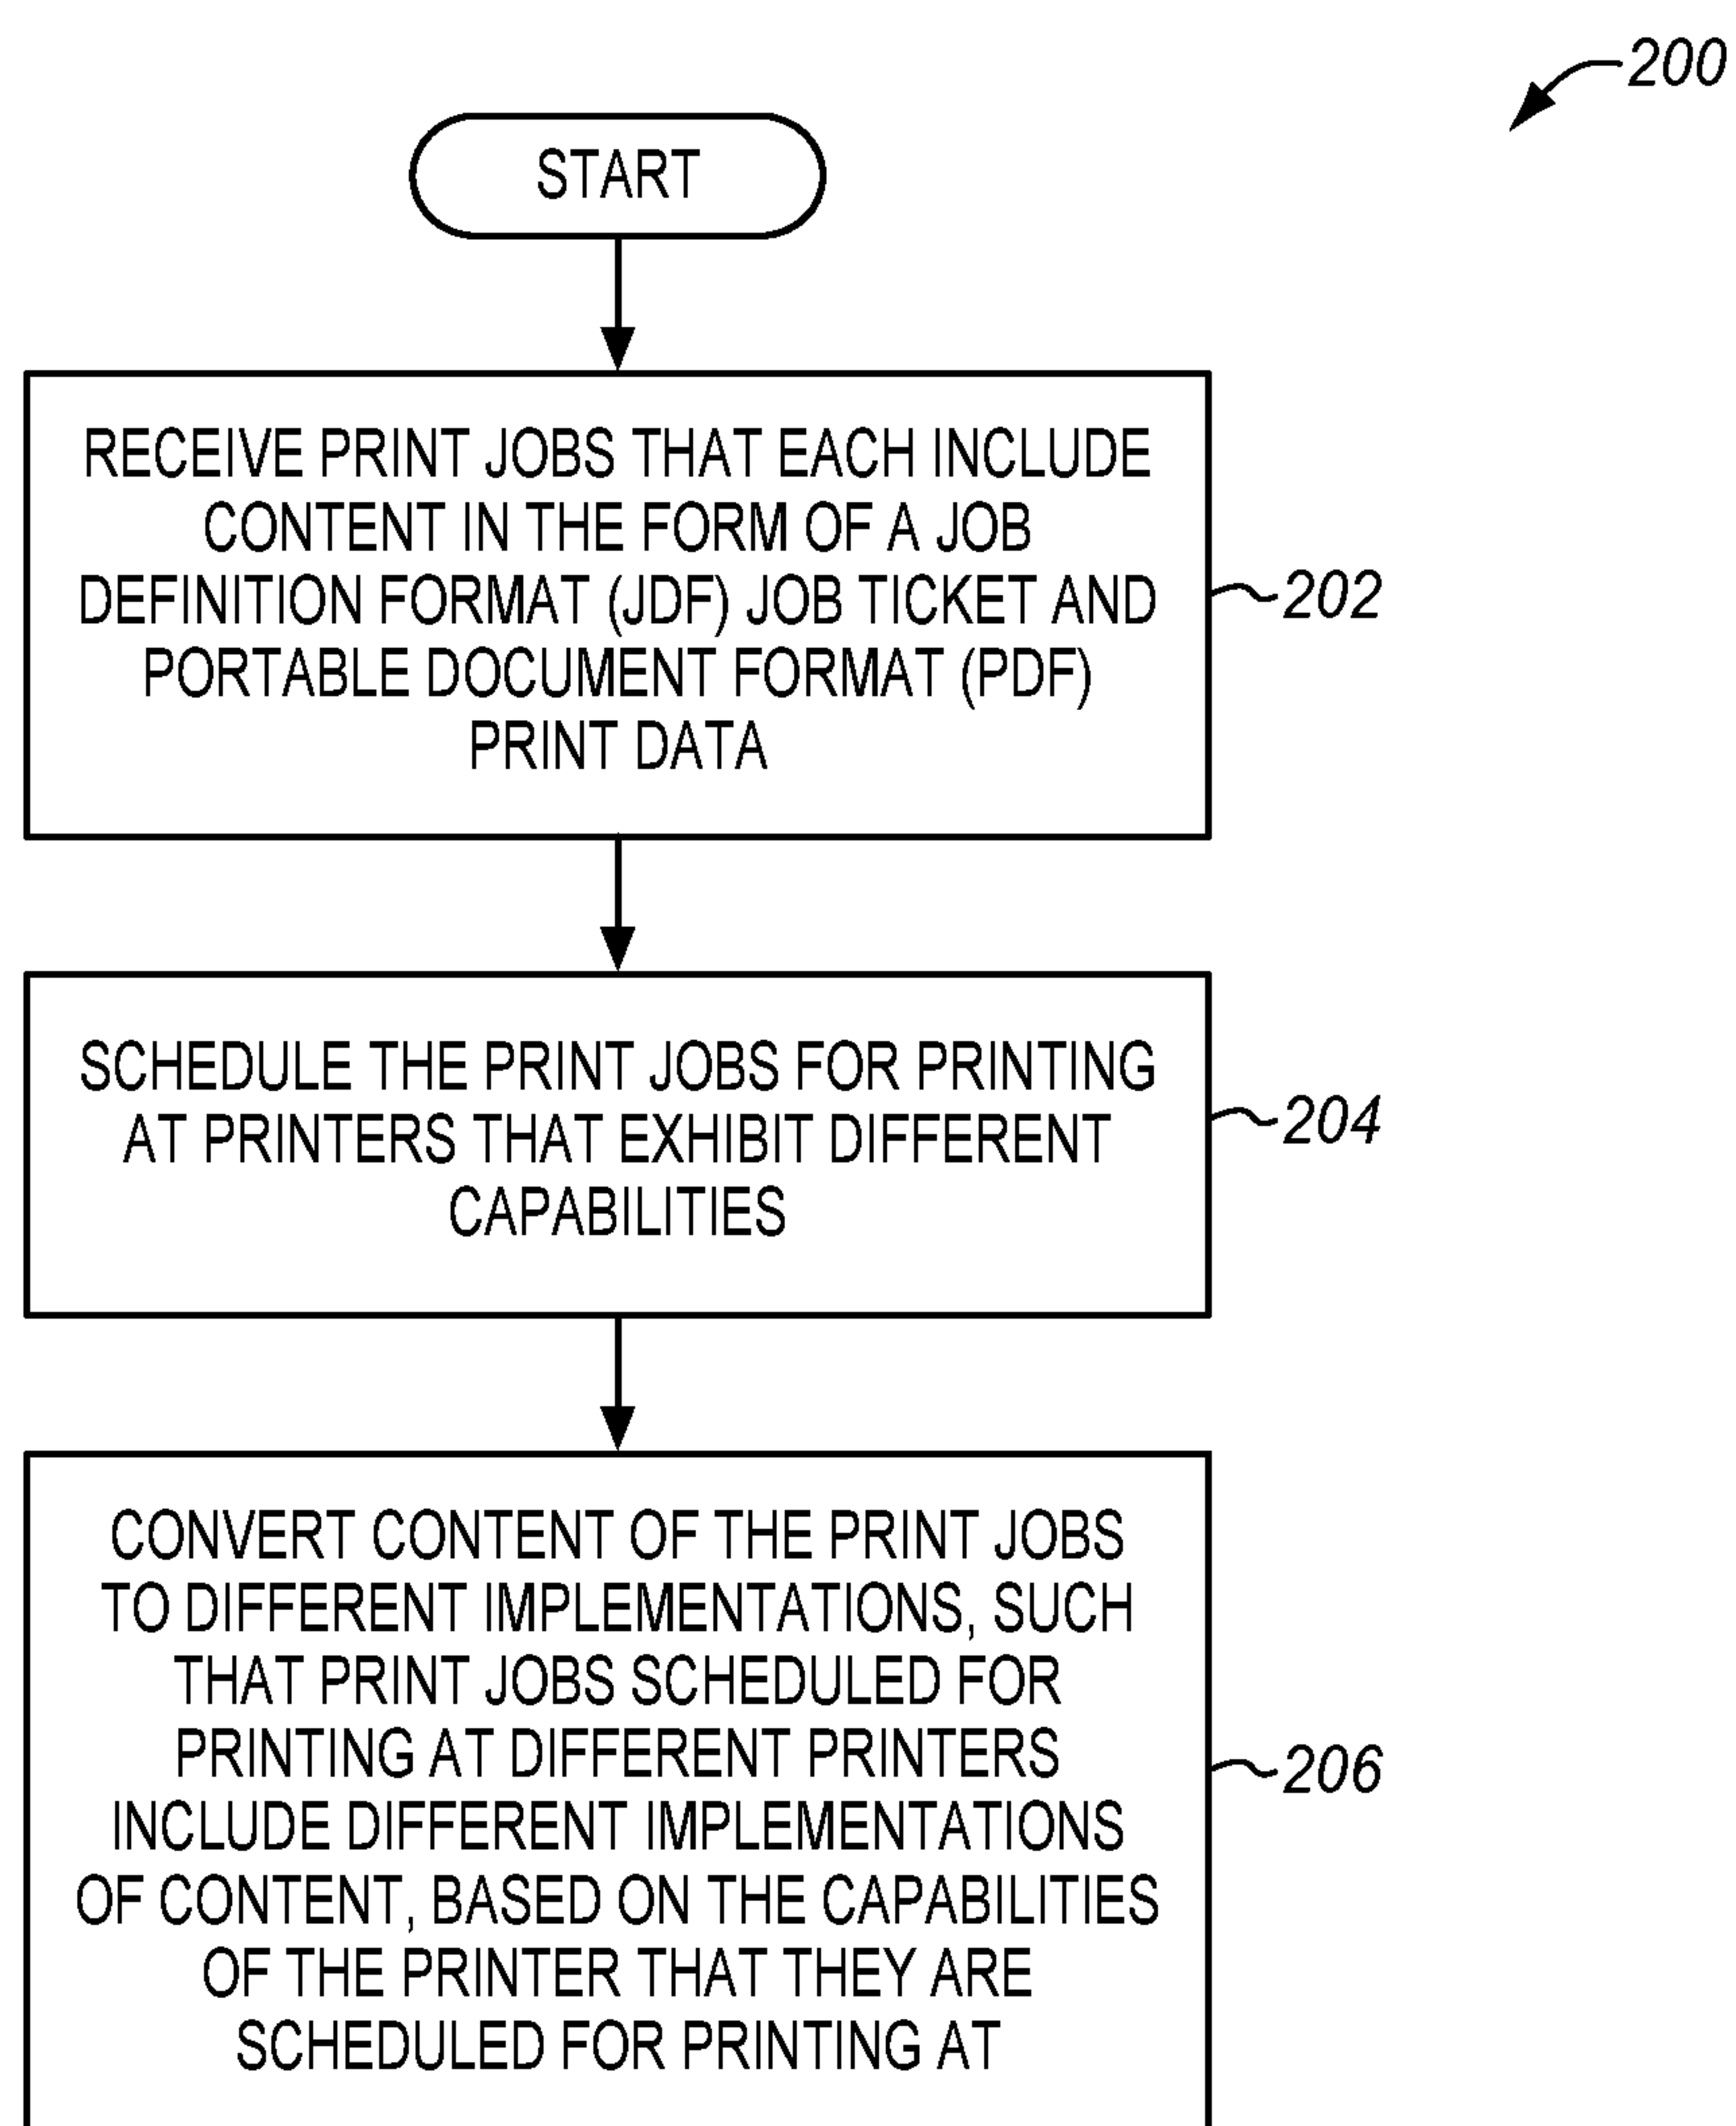 200
START
RECEIVE PRINT JOBS THAT EACH INCLUDE
CONTENT IN THE FORM OF A JOB
DEFINITION FORMAT (JDF) JOB TICKET AND
PORTABLE DOCUMENT FORMAT (PDF)
PRINT DATA
202
SCHEDULE THE PRINT JOBS FOR PRINTING
AT PRINTERS THAT EXHIBIT DIFFERENT
CAPABILITIES
204
CONVERT CONTENT OF THE PRINT JOBS
TO DIFFERENT IMPLEMENTATIONS, SUCH
THAT PRINT JOBS SCHEDULED FOR
PRINTING AT DIFFERENT PRINTERS
INCLUDE DIFFERENT IMPLEMENTATIONS
OF CONTENT, BASED ON THE CAPABILITIES
OF THE PRINTER THAT THEY ARE
SCHEDULED FOR PRINTING AT
206